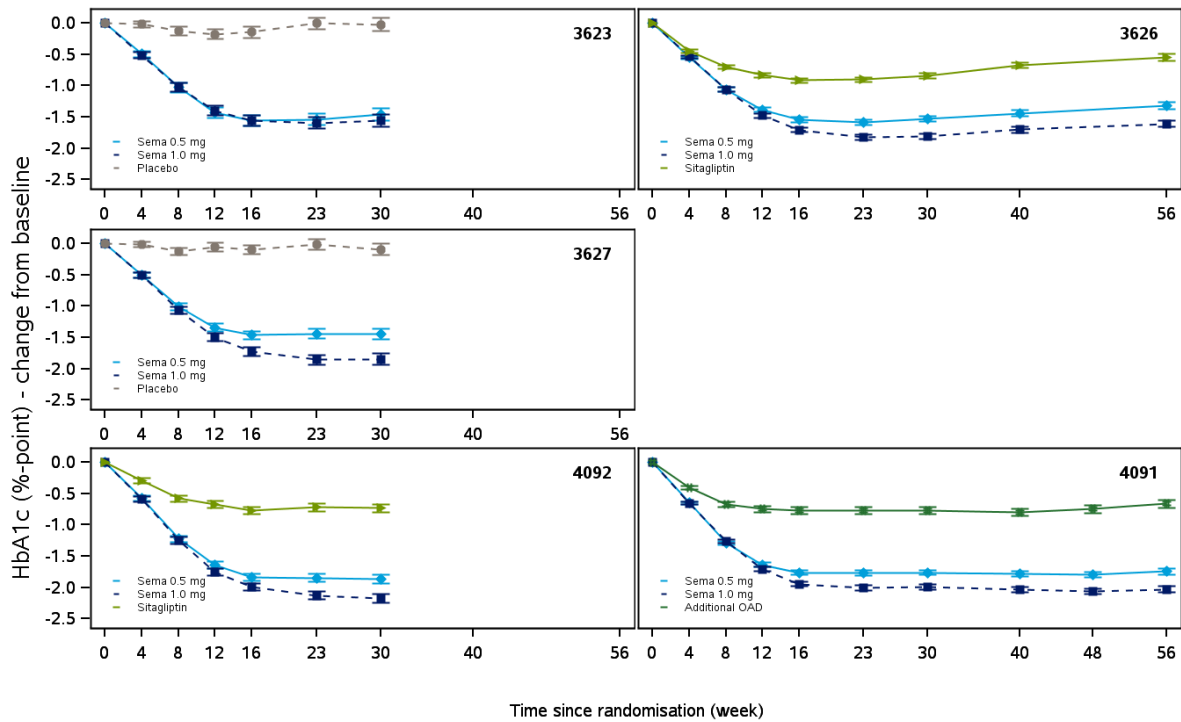 HbA1c (%-point) - change from baseline
3623
0.0
-0.5
-1.0
-1.5
-2.0
-2.5
Sema 0.5 mg
Sema 1.0 mg
Placebo
0 4 8 12 16 23 30 40 56
3626
Sema 0.5 mg
Sema 1.0 mg
Sitagliptin
0 4 8 12 16 23 30 40 56
3627
0.0
-0.5
-1.0
-1.5
-2.0
-2.5
Sema 0.5 mg
Sema 1.0 mg
Placebo
0 4 8 12 16 23 30 40 56
4092
0.0
-0.5
-1.0
-1.5
-2.0
-2.5
Sema 0.5 mg
Sema 1.0 mg
Sitagliptin
0 4 8 12 16 23 30 40 56
4091
Sema 0.5 mg
Sema 1.0 mg
Additional OAD
0 4 8 12 16 23 30 40 48 56
Time since randomisation (week)